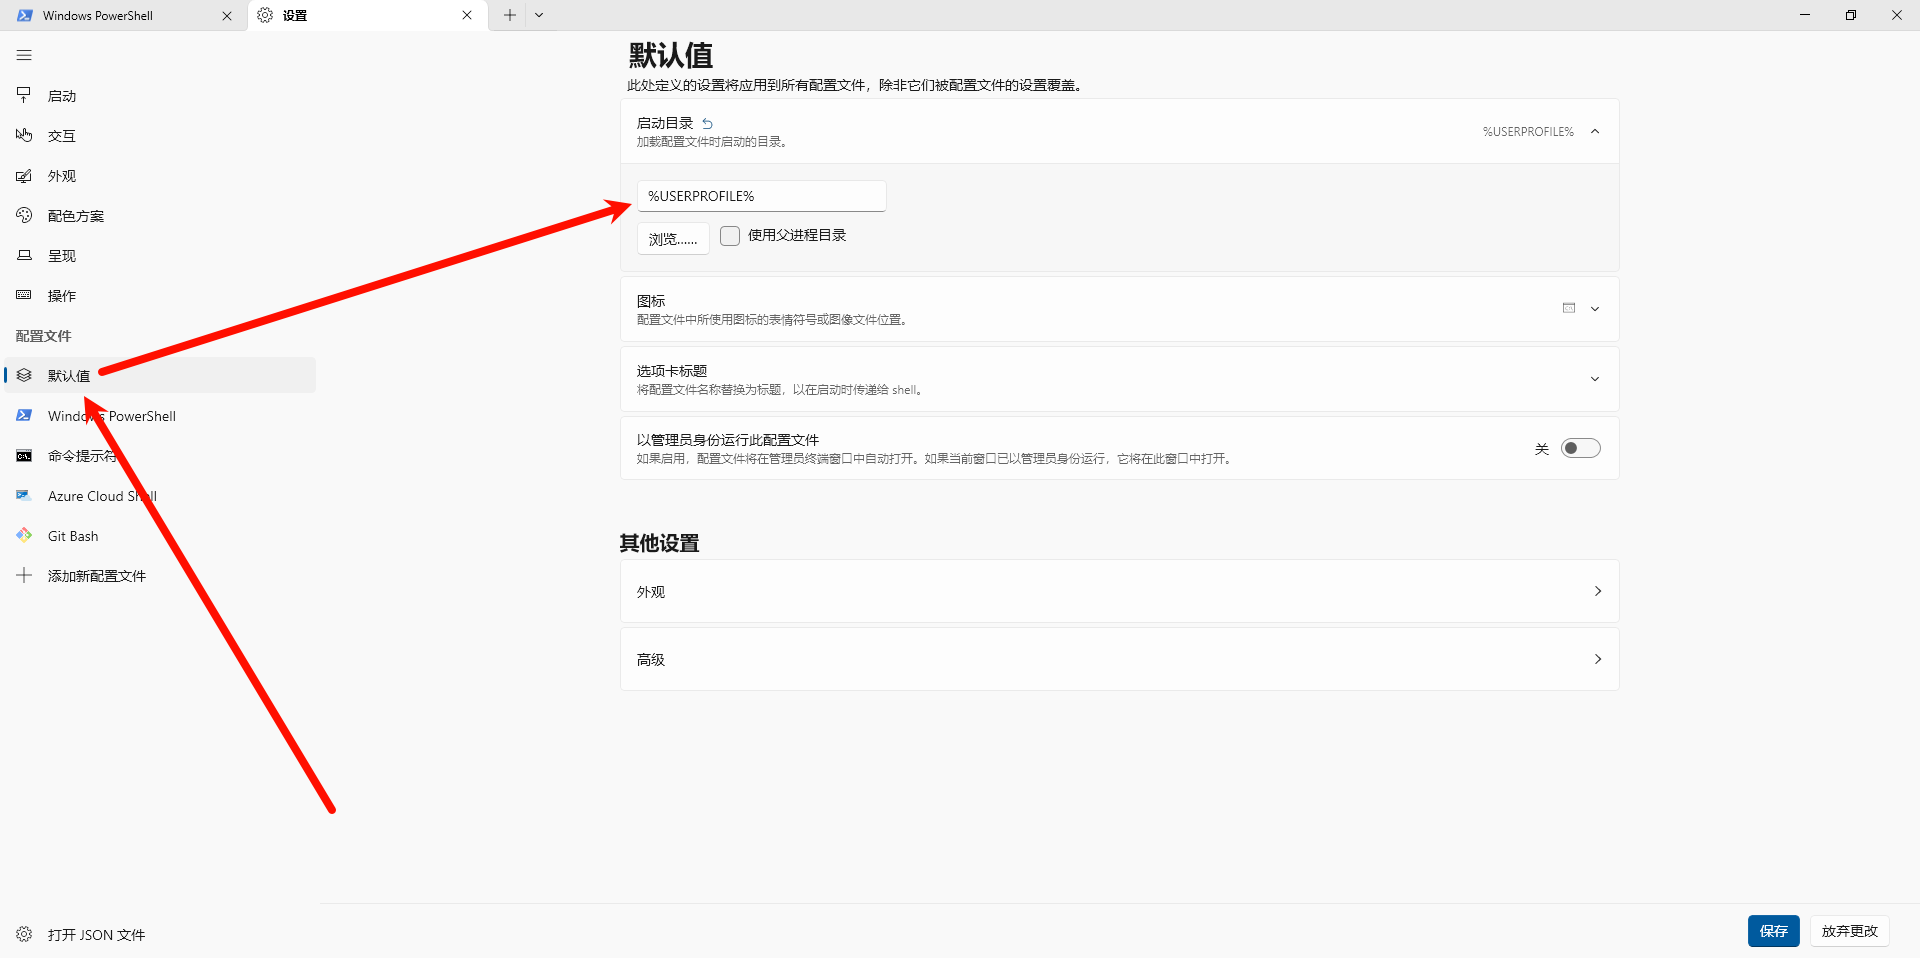 Windows PowerShell
设置
启动
交互
外观
配色方案
呈现
操作
配置文件
默认值
Windows PowerShell
命令提示符
Azure Cloud Shell
Git Bash
添加新配置文件
打开 JSON 文件
默认值
此处定义的设置将应用到所有配置文件，除非它们被配置文件的设置覆盖。
启动目录
加载配置文件时启动的目录。
%USERPROFILE%
%USERPROFILE%
浏览......
使用父进程目录
图标
配置文件中所使用图标的表情符号或图像文件位置。
选项卡标题
将配置文件名称替换为标题，以在启动时传递给 shell。
以管理员身份运行此配置文件
如果启用，配置文件将在管理员终端窗口中自动打开。如果当前窗口已以管理员身份运行，它将在此窗口中打开。
关
其他设置
外观
高级
保存
放弃更改